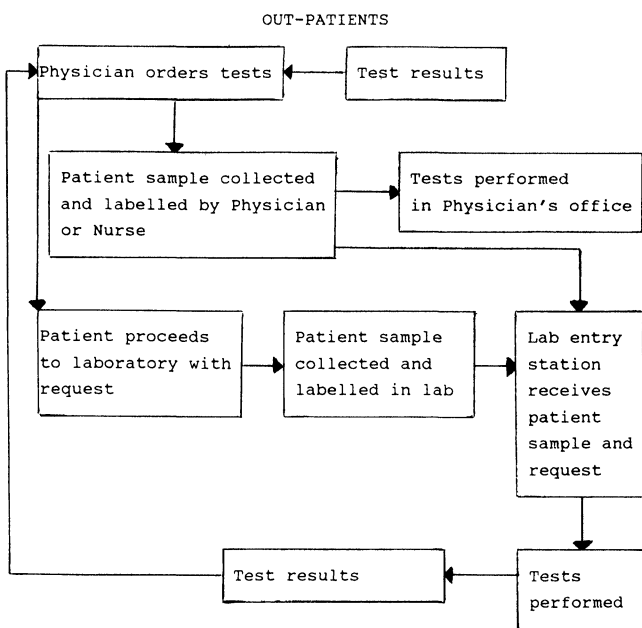 OUT-PATIENTS
Physician orders tests
Test results
Patient sample collected
and labelled by Physician
or Nurse
Tests performed
in Physician's office
Patient proceeds
to laboratory with
request
Patient sample
collected and
labelled in lab
Lab entry
station
receives
patient
sample and
request
Test results
Tests
performed